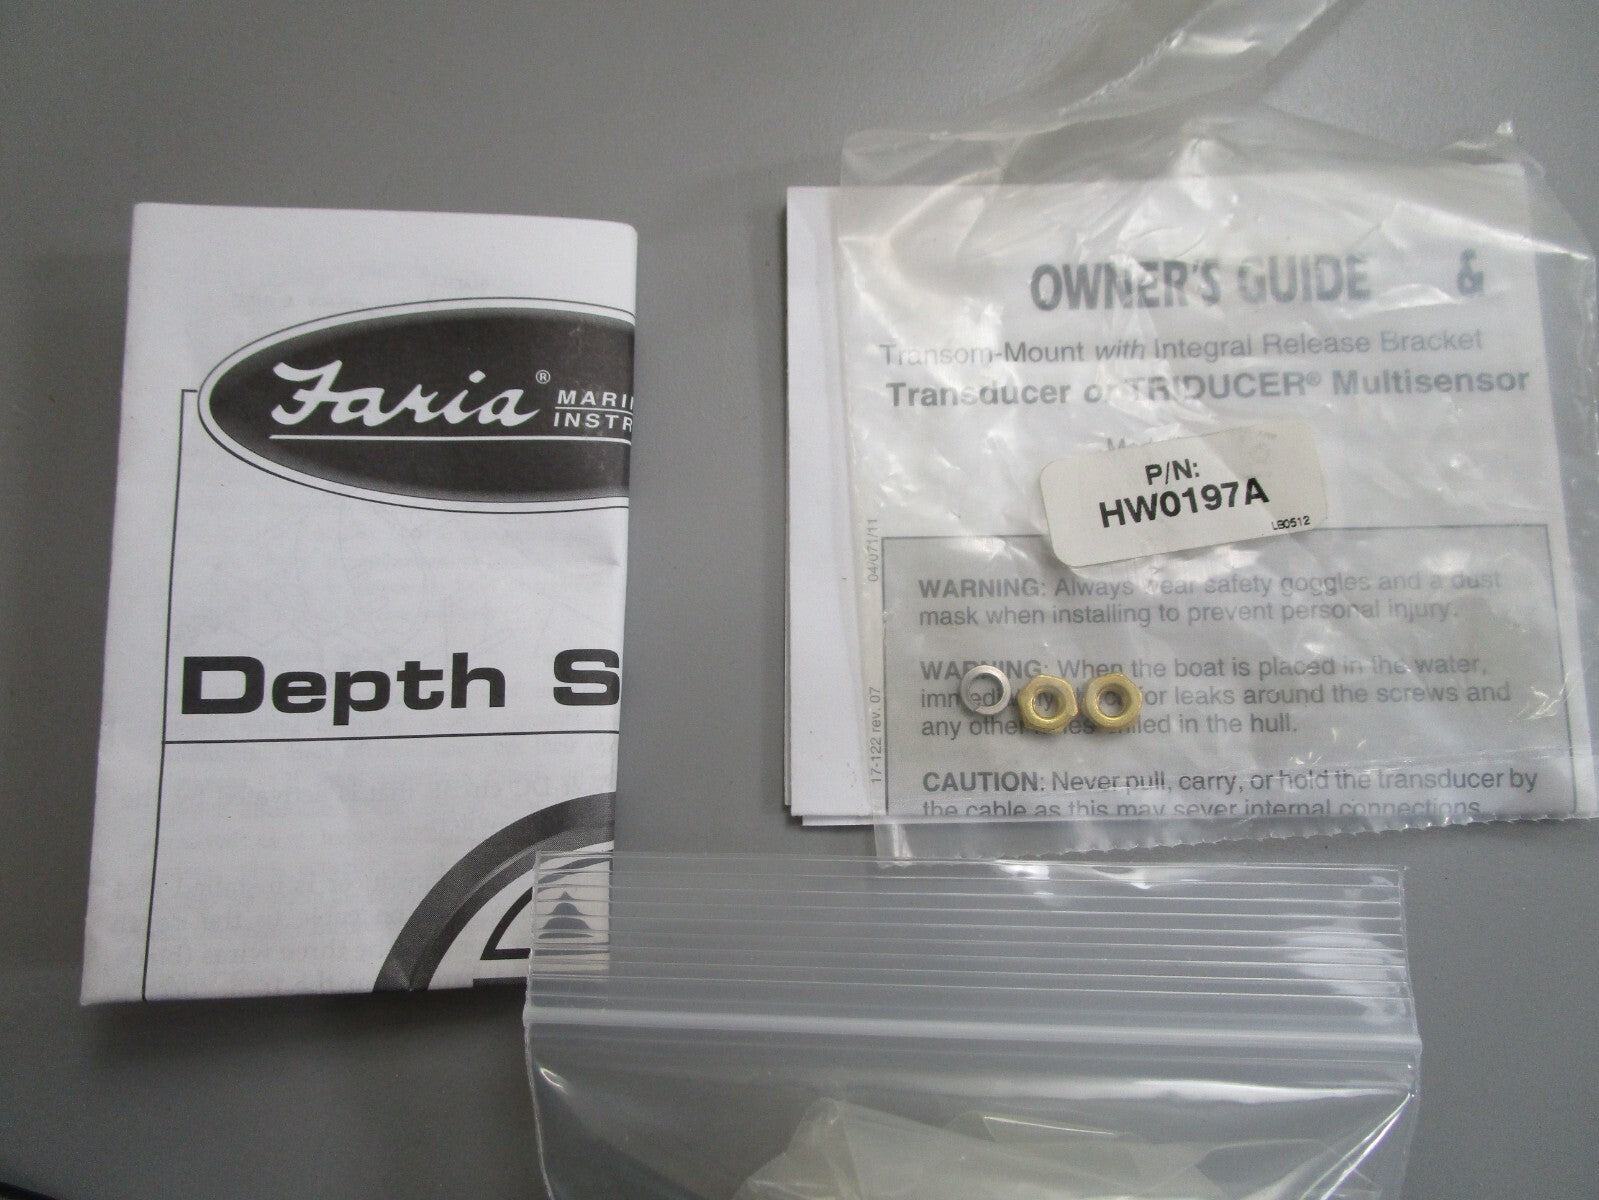 Faria®
MARI
INSTR
Depth S
OWNER'S GUIDE &
Transom-Mount with Integral Release Bracket
Transducer or TRIDUCER® Multisensor
P/N:
HW0197A
LB0512
04/071/11
17-122 rev. 07
WARNING: Always wear safety goggles and a dust
mask when installing to prevent personal injury.
WARNING: When the boat is placed in the water,
for leaks around the screws and
any other drilled in the hull.
CAUTION: Never pull, carry, or hold the transducer by
the cable as this may sever internal connections.